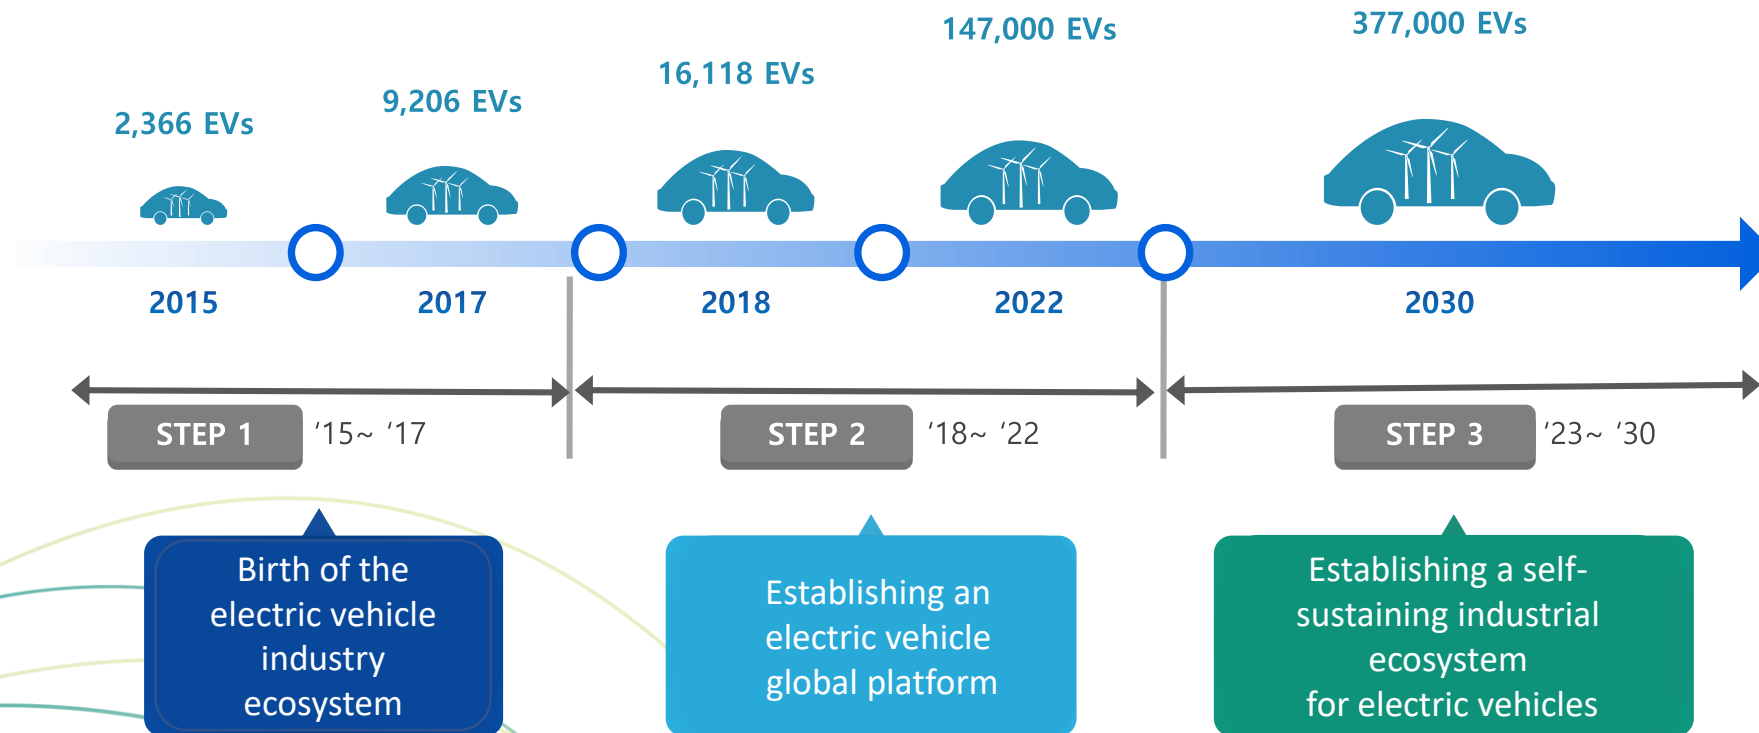 2,366 EVs
9,206 EVs
16,118 EVs
147,000 EVs
377,000 EVs
2015
2017
2018
2022
2030
STEP 1
‘15~ ‘17
STEP 2
‘18~ ‘22
STEP 3
‘23~ ‘30
Birth of the
electric vehicle
industry
ecosystem
Establishing an
electric vehicle
global platform
Establishing a self-
sustaining industrial
ecosystem
for electric vehicles